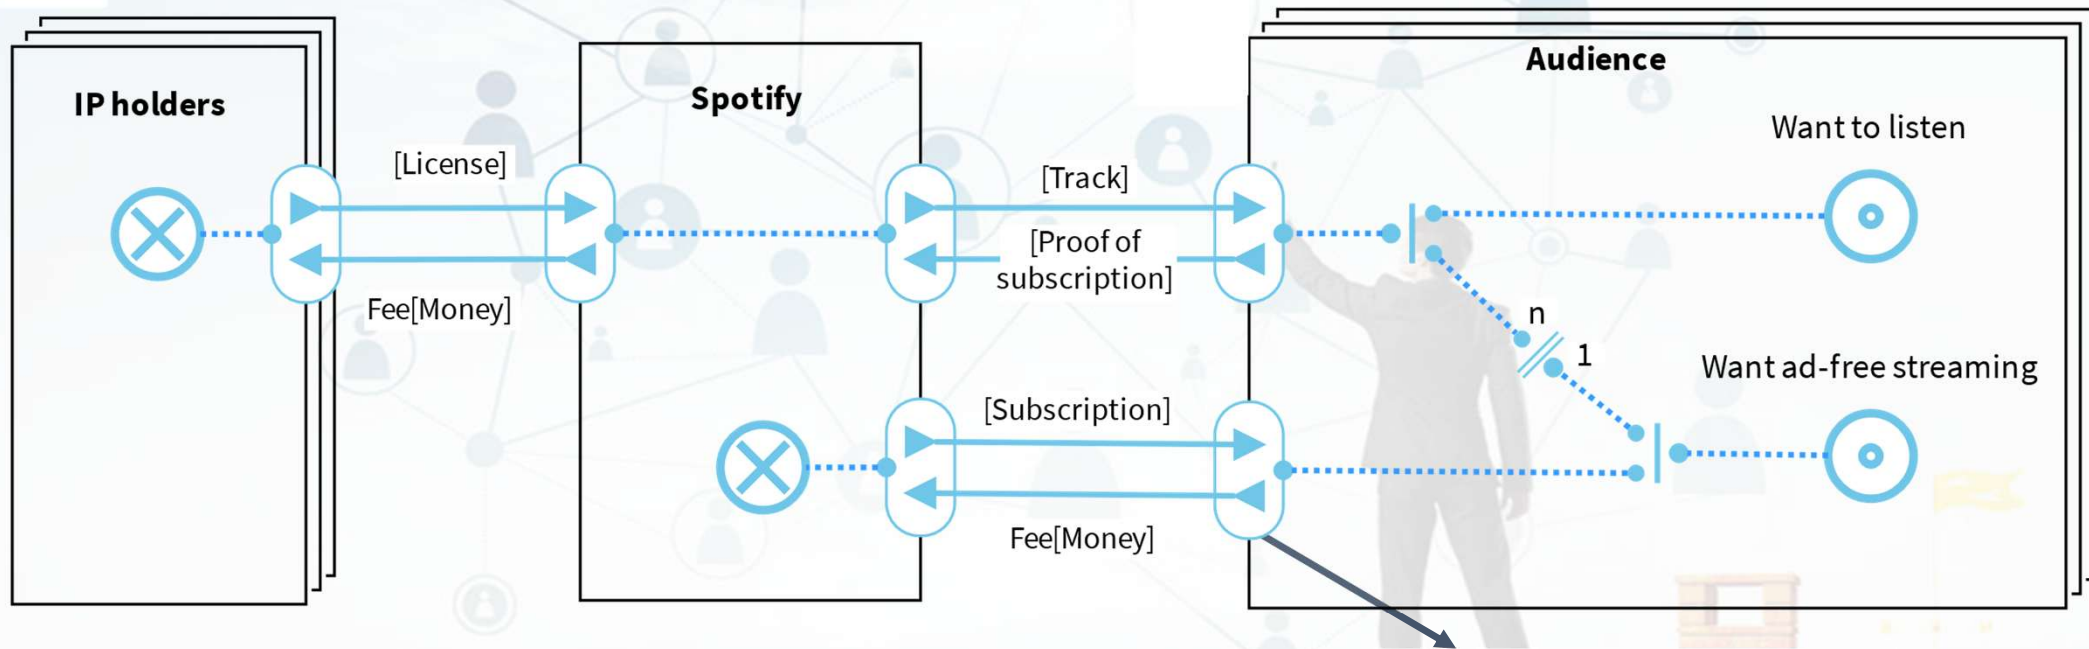 IP holders
Spotify
Audience
[License]
Fee[Money]
[Track]
[Proof of
subscription]
[Subscription]
Fee[Money]
Want to listen
n
1
Want ad-free streaming